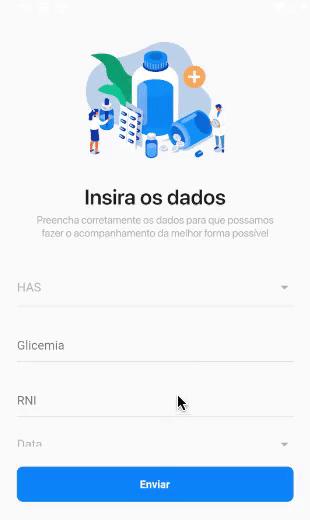 Insira os dados
Preencha corretamente os dados para que possamos
fazer o acompanhamento da melhor forma possível
HAS
Glicemia
RNI
Data
Enviar